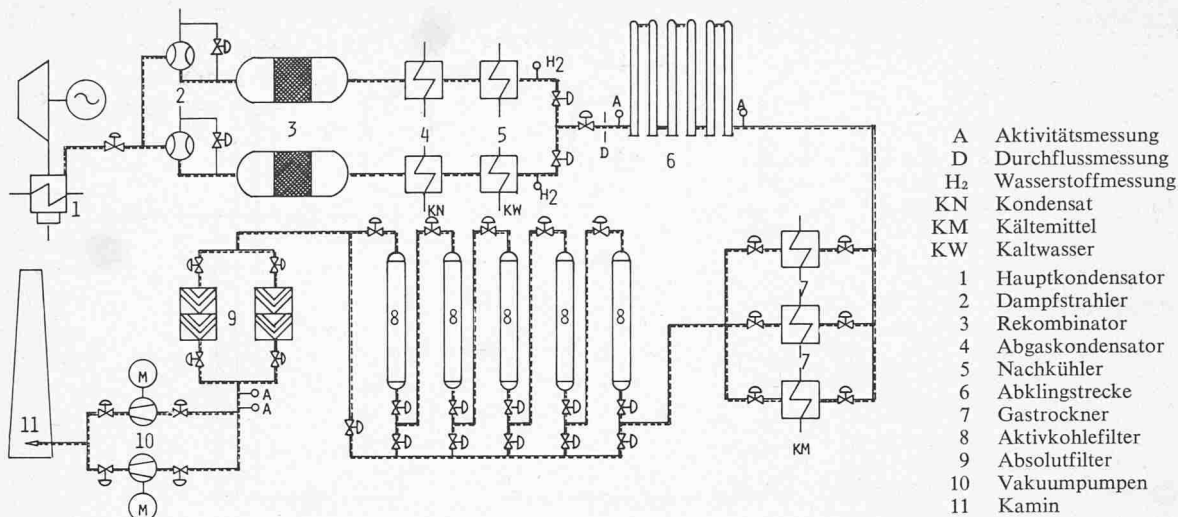 2
3
4
5
H2
A
D
A
6
1
H2
KN
KW
8
8
8
8
8
9
A
A
M
10
M
11
KM
A Aktivitätsmessung
D Durchflussmessung
H₂ Wasserstoffmessung
KN Kondensat
KM Kältemittel
KW Kaltwasser
1 Hauptkondensator
2 Dampfstrahler
3 Rekombinator
4 Abgaskondensator
5 Nachkühler
6 Abklingstrecke
7 Gastrockner
8 Aktivkohlefilter
9 Absolutfilter
10 Vakuumpumpen
11 Kamin